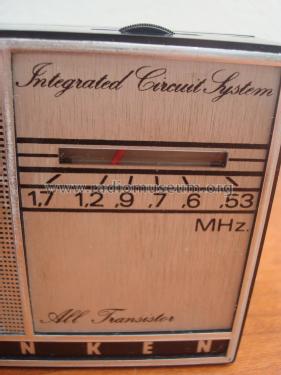 Integrated Circuit System
www.radiomuseum.org
1,7 1,2 ,9 ,7 ,6 ,53
MHz.
All Transistor
NKEN